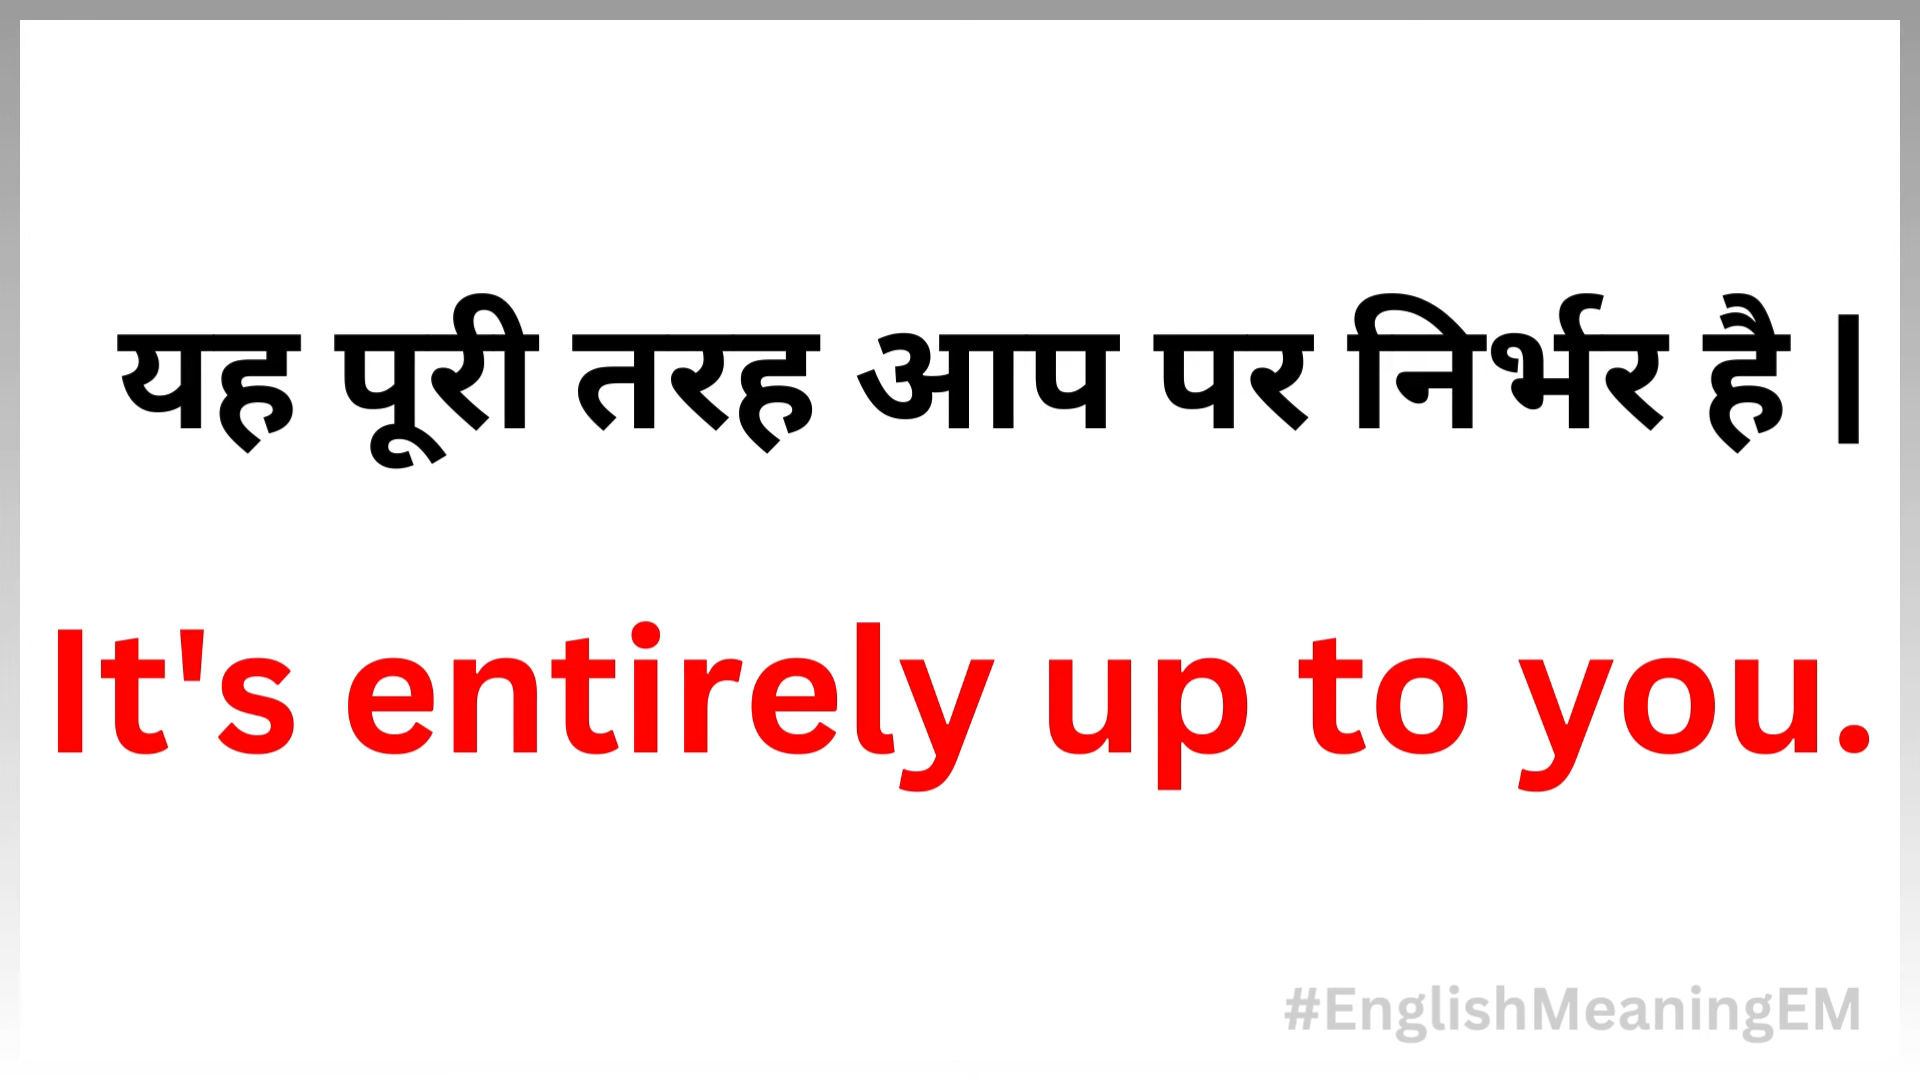 यह पूरी तरह आप पर निर्भर है |
It's entirely up to you.
#EnglishMeaningEM